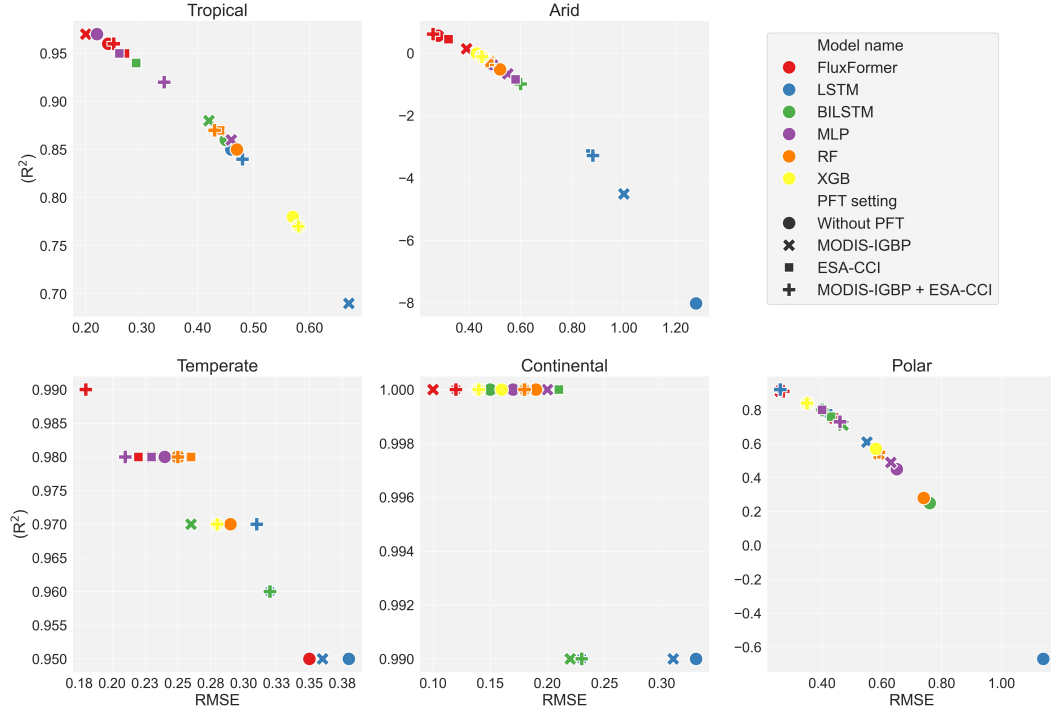 Tropical
0.95
0.90
0.85
0.80
0.75
0.70
(R²)
0.20 0.30 0.40 0.50 0.60
Arid
0
−2
−4
−6
−8
0.40 0.60 0.80 1.00 1.20
Model name
FluxFormer
LSTM
BILSTM
MLP
RF
XGB
PFT setting
Without PFT
MODIS-IGBP
ESA-CCI
MODIS-IGBP + ESA-CCI
Temperate
0.990
0.985
0.980
0.975
0.970
0.965
0.960
0.955
0.950
(R²)
0.18 0.20 0.23 0.25 0.28 0.30 0.33 0.35 0.38
RMSE
Continental
1.000
0.998
0.996
0.994
0.992
0.990
0.10 0.15 0.20 0.25 0.30
RMSE
Polar
0.8
0.6
0.4
0.2
0.0
−0.2
−0.4
−0.6
0.40 0.60 0.80 1.00
RMSE